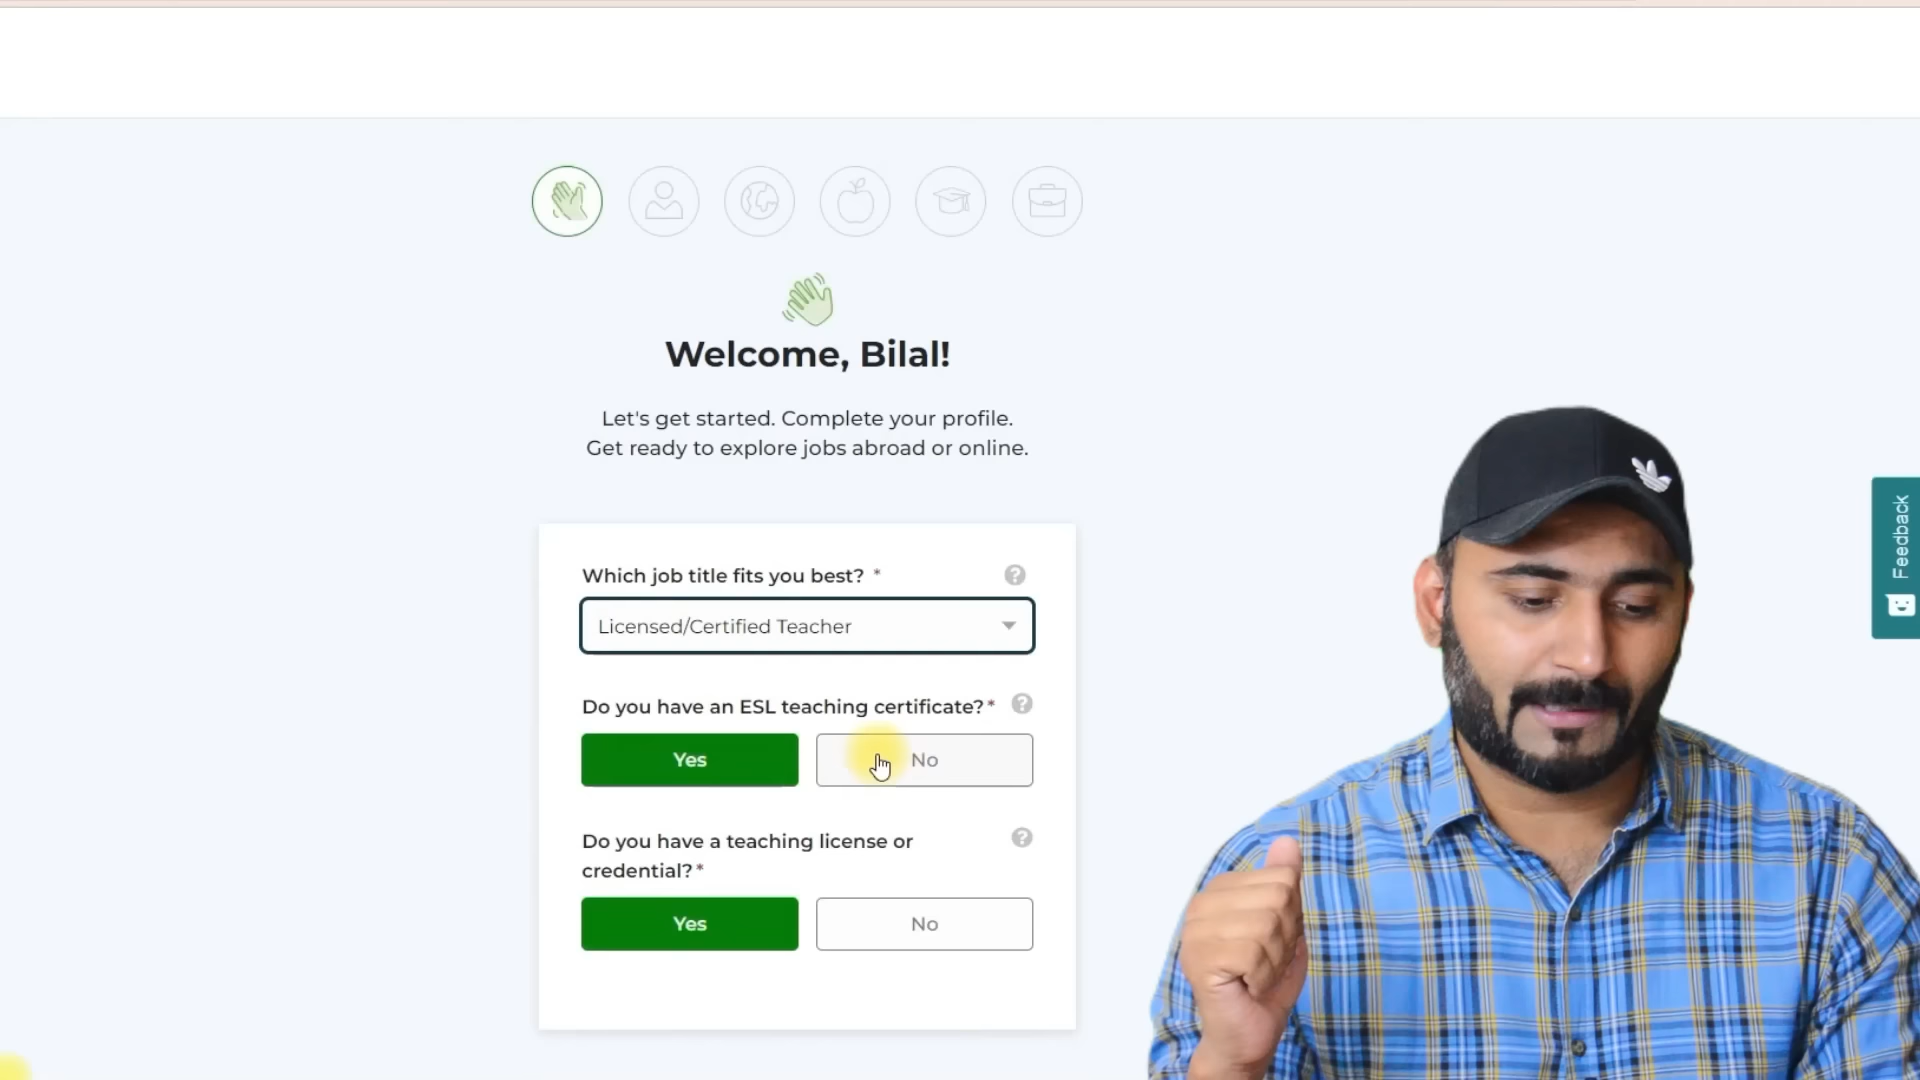 Welcome, Bilal!
Let's get started. Complete your profile.
Get ready to explore jobs abroad or online.
Which job title fits you best? *
?
Licensed/Certified Teacher
Do you have an ESL teaching certificate?*
?
Yes
No
Do you have a teaching license or
credential?*
?
Yes
No
Feedback